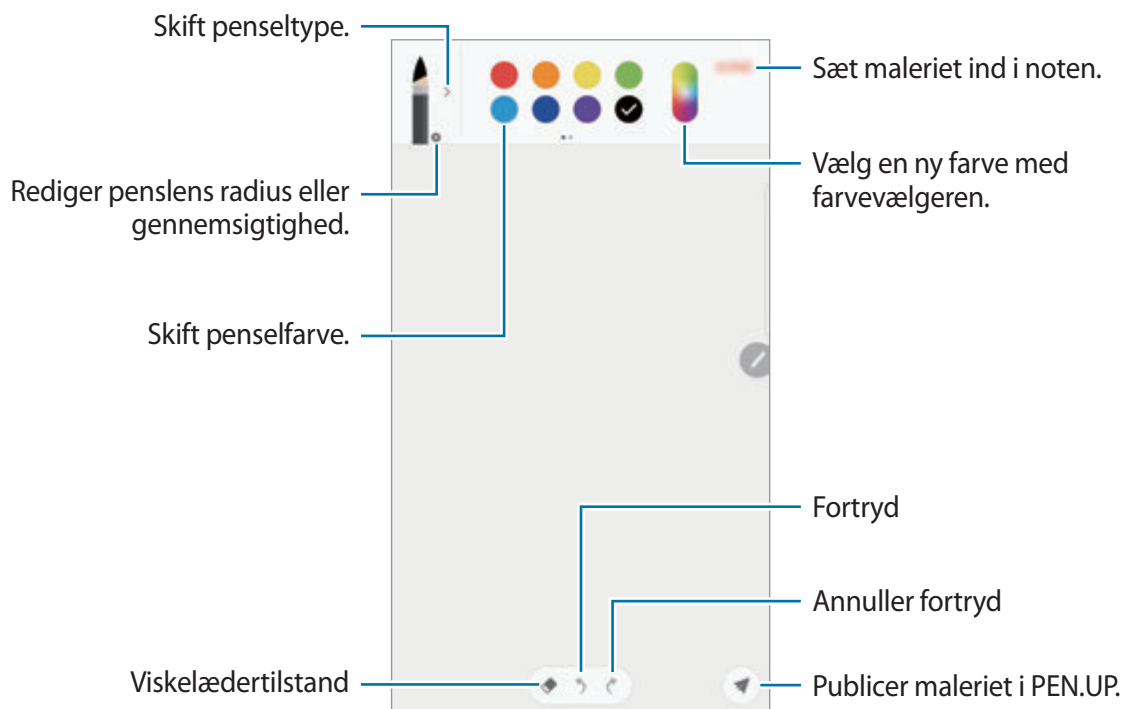 Skift penseltype.
Sæt maleriet ind i noten.
Vælg en ny farve med
farvevælgeren.
Rediger penslens radius eller
gennemsigtighed.
Skift penselfarve.
Fortryd
Annuller fortryd
Viskelædertilstand
Publicer maleriet i PEN.UP.